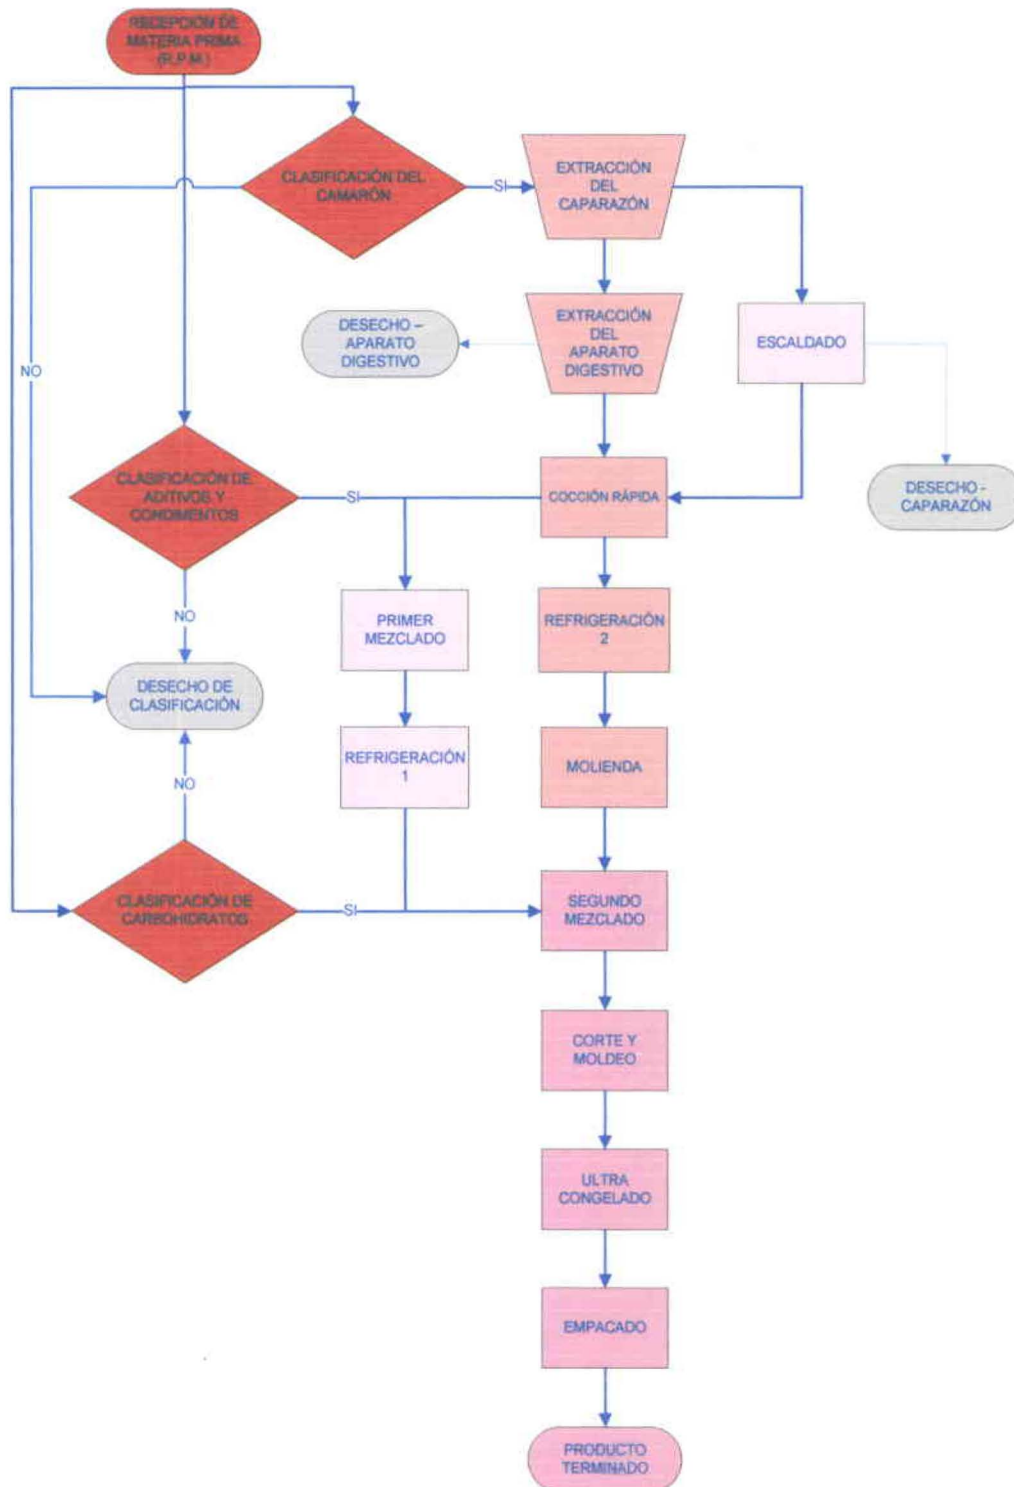 RECEPCIÓN DE
MATERIA PRIMA
(R.P.M.)
CLASIFICACIÓN DEL
CAMARÓN
SI
EXTRACCIÓN
DEL
CAPARAZÓN
DESECHO –
APARATO
DIGESTIVO
EXTRACCIÓN
DEL
APARATO
DIGESTIVO
ESCALDADO
NO
CLASIFICACIÓN DE
ADITIVOS Y
CONDIMENTOS
SI
COCCIÓN RÁPIDA
DESECHO -
CAPARAZÓN
NO
PRIMER
MEZCLADO
REFRIGERACIÓN
2
DESECHO DE
CLASIFICACIÓN
REFRIGERACIÓN
1
MOLIENDA
NO
CLASIFICACIÓN DE
CARBOHIDRATOS
SI
SEGUNDO
MEZCLADO
CORTE Y
MOLDEO
ULTRA
CONGELADO
EMPACADO
PRODUCTO
TERMINADO